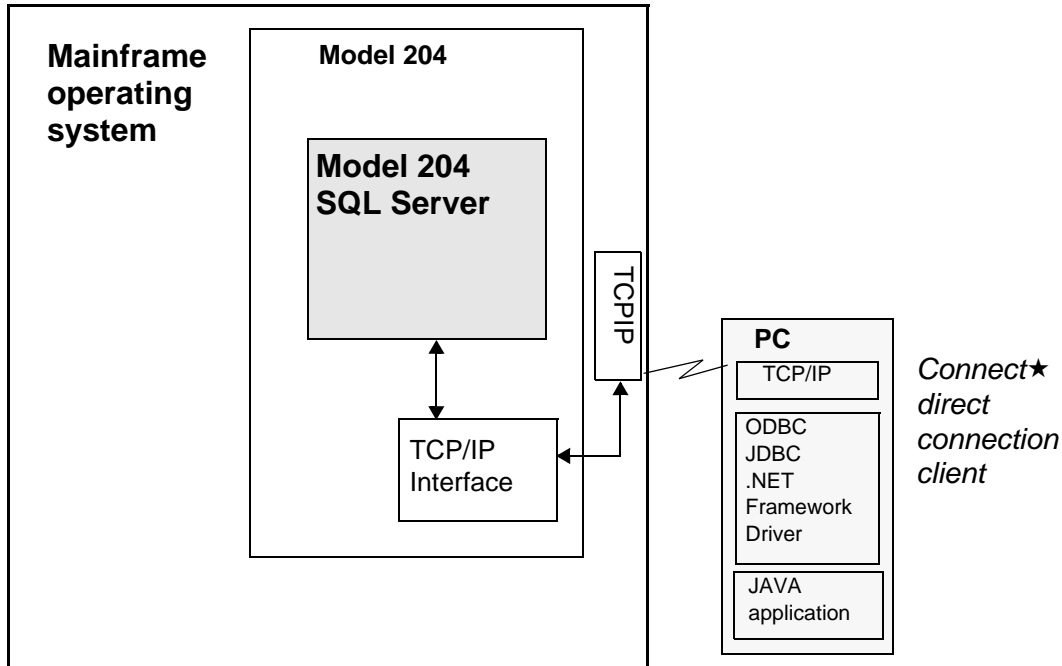 Mainframe
operating
system
Model 204
Model 204
SQL Server
TCP/IP
Interface
TCPIP
PC
TCP/IP
ODBC
JDBC
.NET
Framework
Driver
JAVA
application
Connect★
direct
connection
client